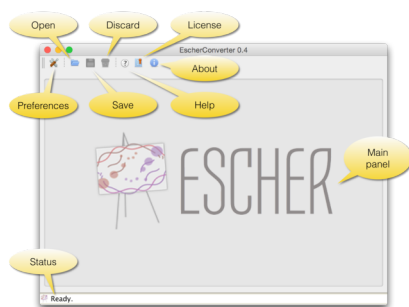 Open
Discard
License
EscherConverter 0.4
About
Preferences
Save
Help
ESCHER
Main
panel
Status
Ready.